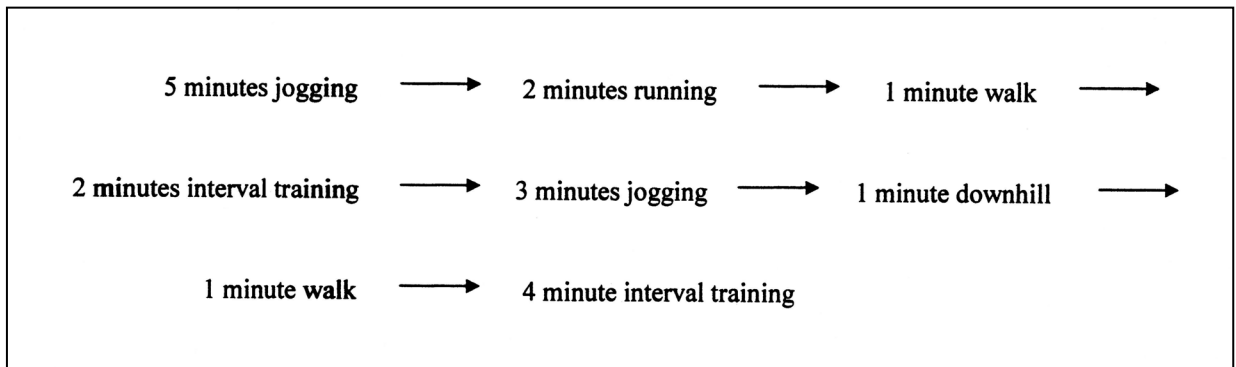 5 minutes jogging → 2 minutes running → 1 minute walk →
2 minutes interval training → 3 minutes jogging → 1 minute downhill →
1 minute walk → 4 minute interval training